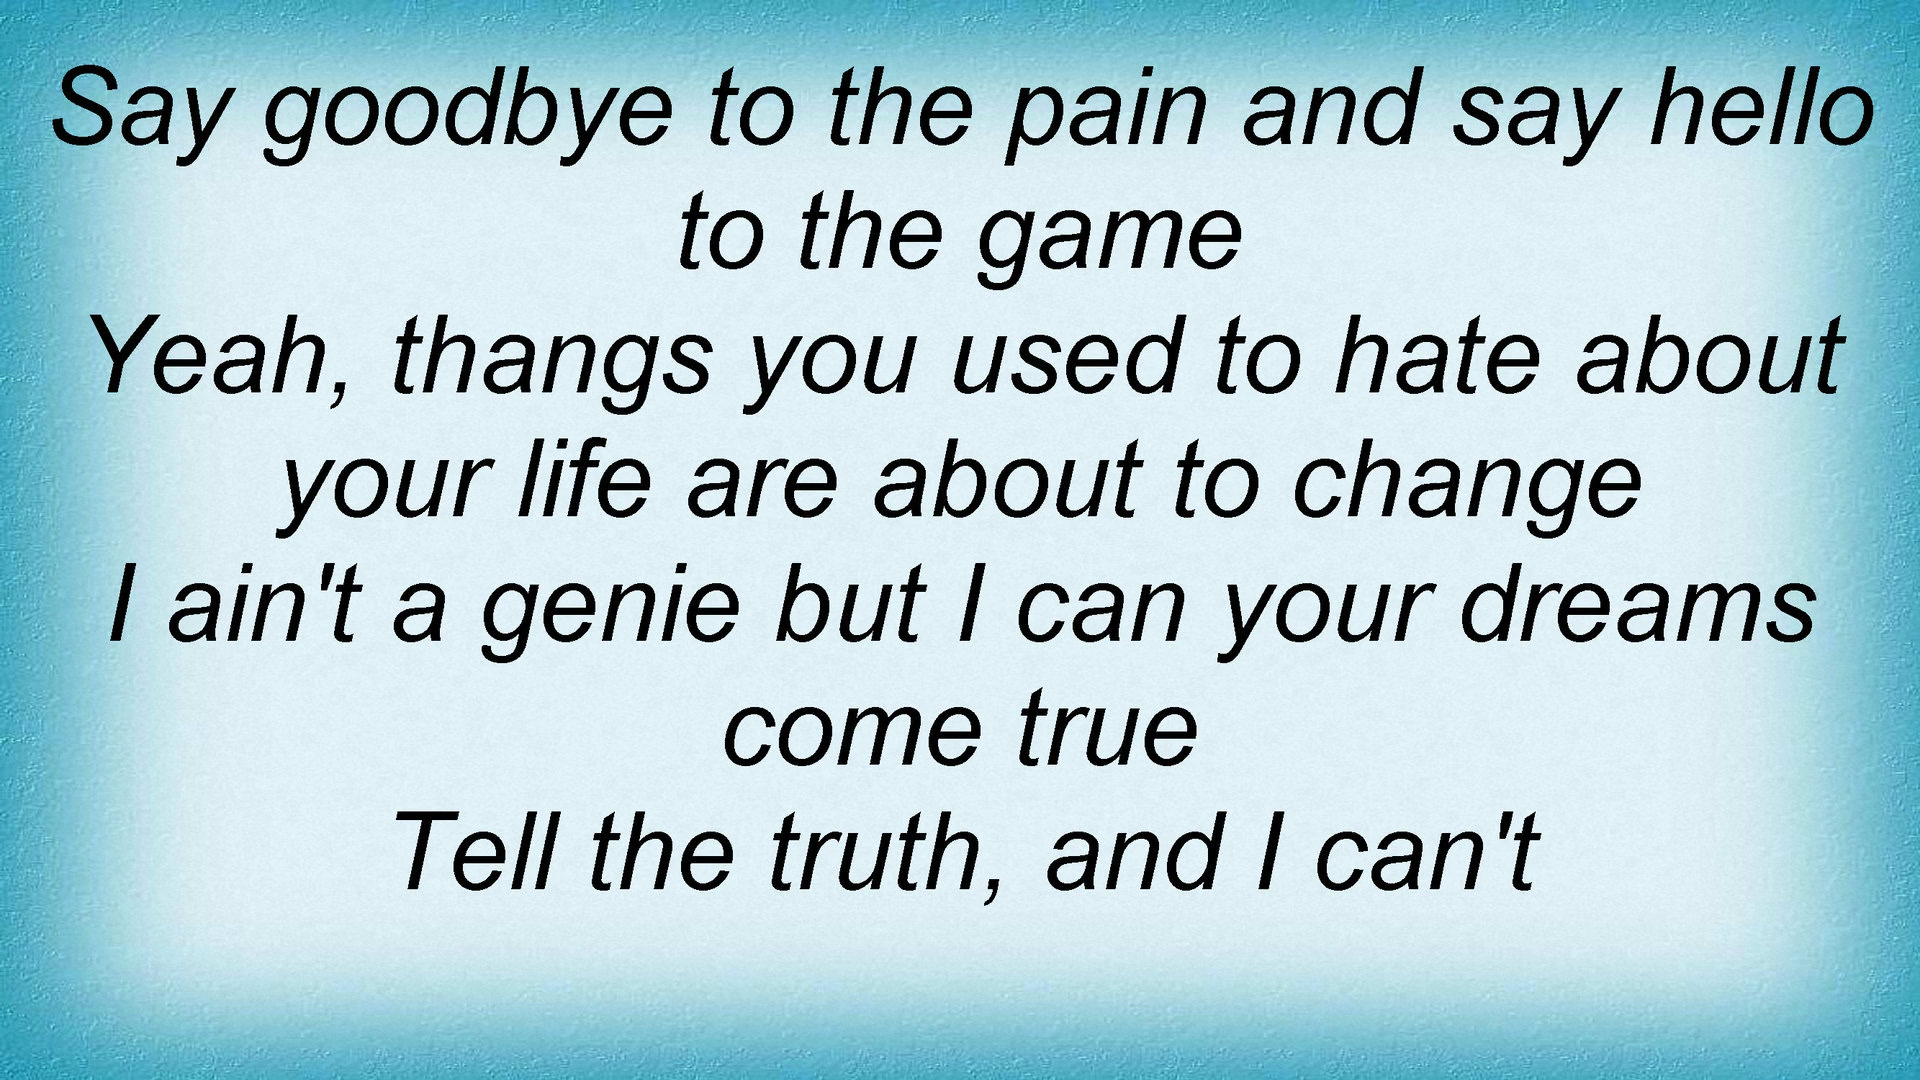 Say goodbye to the pain and say hello
to the game
Yeah, thangs you used to hate about
your life are about to change
I ain't a genie but I can your dreams
come true
Tell the truth, and I can't